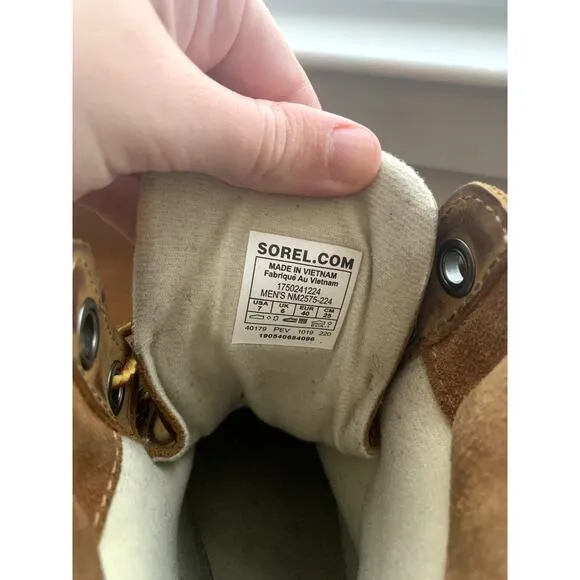 SOREL.COM
MADE IN VIETNAM
Fabriqué Au Vietnam
1750241224
MEN'S NM2575-224
USA UK EUR CM
7 6 40 25
40179 PEV 1019 220
190540684096